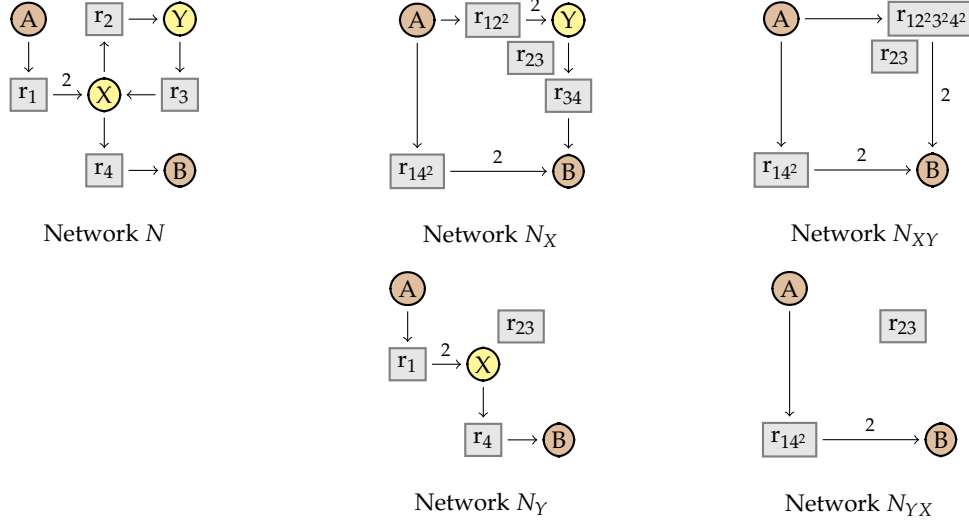 A r₂ Y
2
r₁ X r₃
r₄ B
Network N
A r₁₂² 2 Y
r₂₃
r₃₄
r₁₄² 2 B
Network N_X
A r₁₂²₃²₄²
r₂₃
2
r₁₄² 2 B
Network N_XY
A
r₂₃
r₁ 2 X
r₄ B
Network N_Y
A
r₂₃
r₁₄² 2 B
Network N_YX